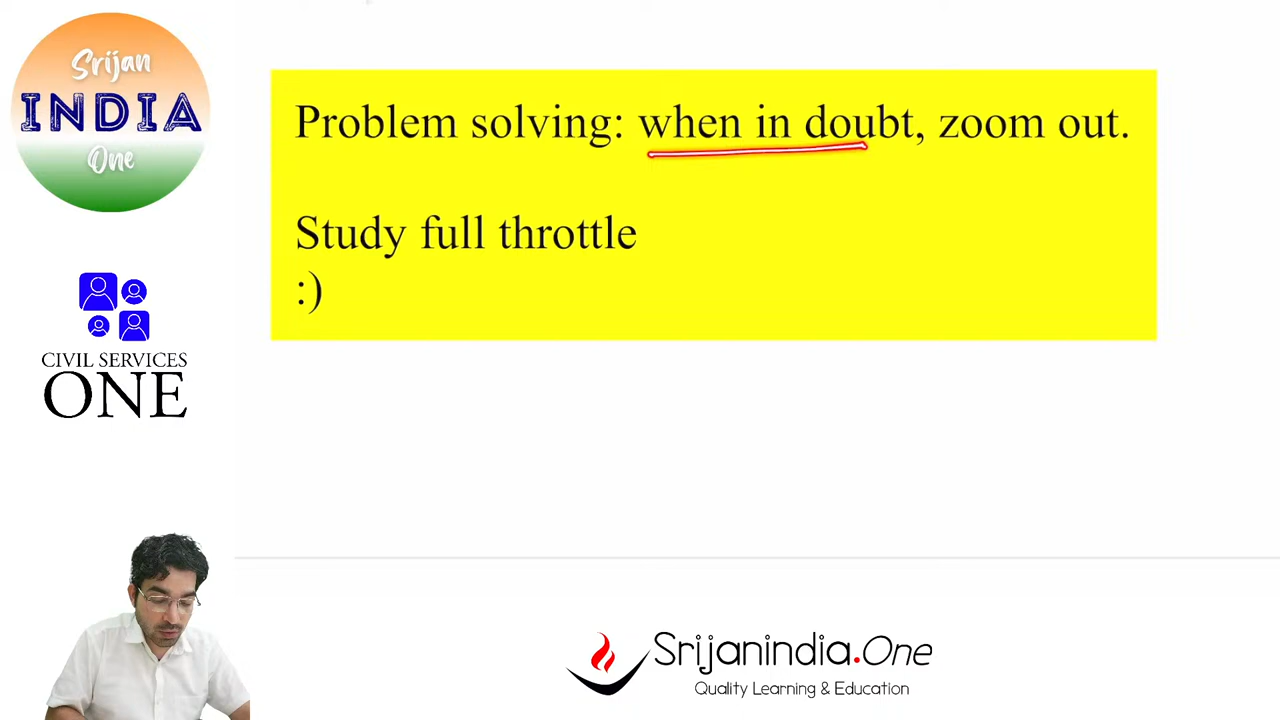 Srijan
INDIA
One
CIVIL SERVICES
ONE
Problem solving: when in doubt, zoom out.
Study full throttle
:)
Srijanindia.One
Quality Learning & Education